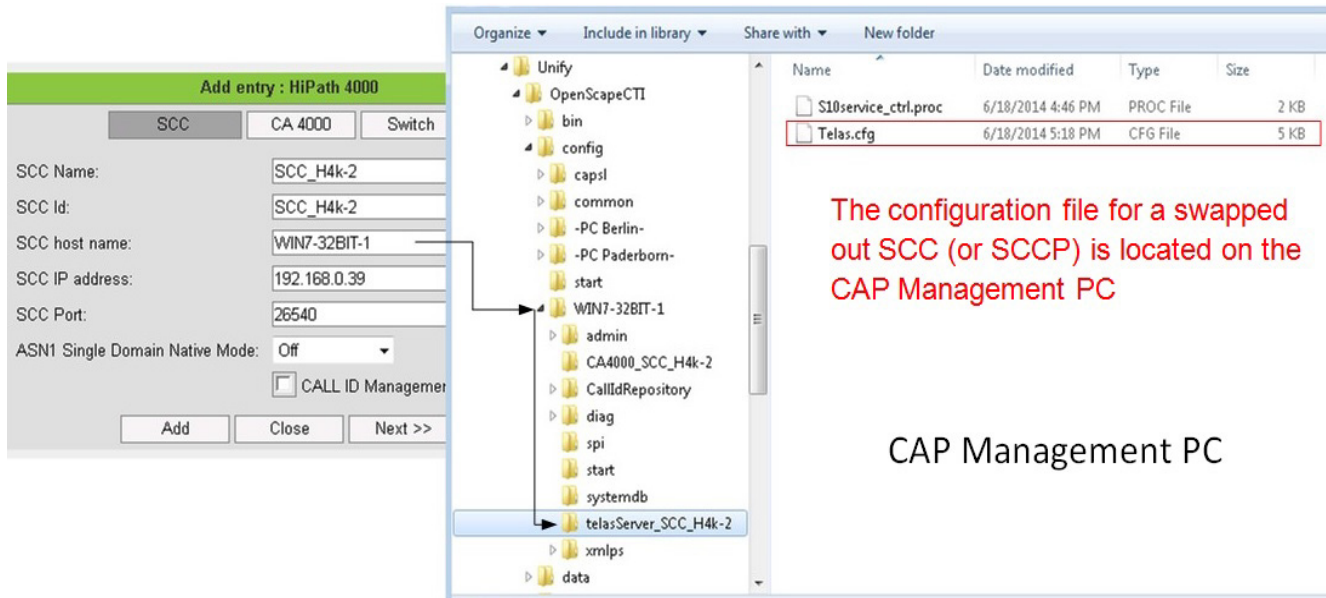 Add entry : HiPath 4000
SCC CA 4000 Switch
SCC Name: SCC_H4k-2
SCC Id: SCC_H4k-2
SCC host name: WIN7-32BIT-1
SCC IP address: 192.168.0.39
SCC Port: 26540
ASN1 Single Domain Native Mode: Off
CALL ID Managemen
Add Close Next >>
Organize Include in library Share with New folder
Unify
OpenScapeCTI
bin
config
capsl
common
-PC Berlin-
-PC Paderborn-
start
WIN7-32BIT-1
admin
CA4000_SCC_H4k-2
CallIdRepository
diag
spi
start
systemdb
telasServer_SCC_H4k-2
xmlps
data
Name Date modified Type Size
S10service_ctrl.proc 6/18/2014 4:46 PM PROC File 2 KB
Telas.cfg 6/18/2014 5:18 PM CFG File 5 KB
The configuration file for a swapped
out SCC (or SCCP) is located on the
CAP Management PC
CAP Management PC